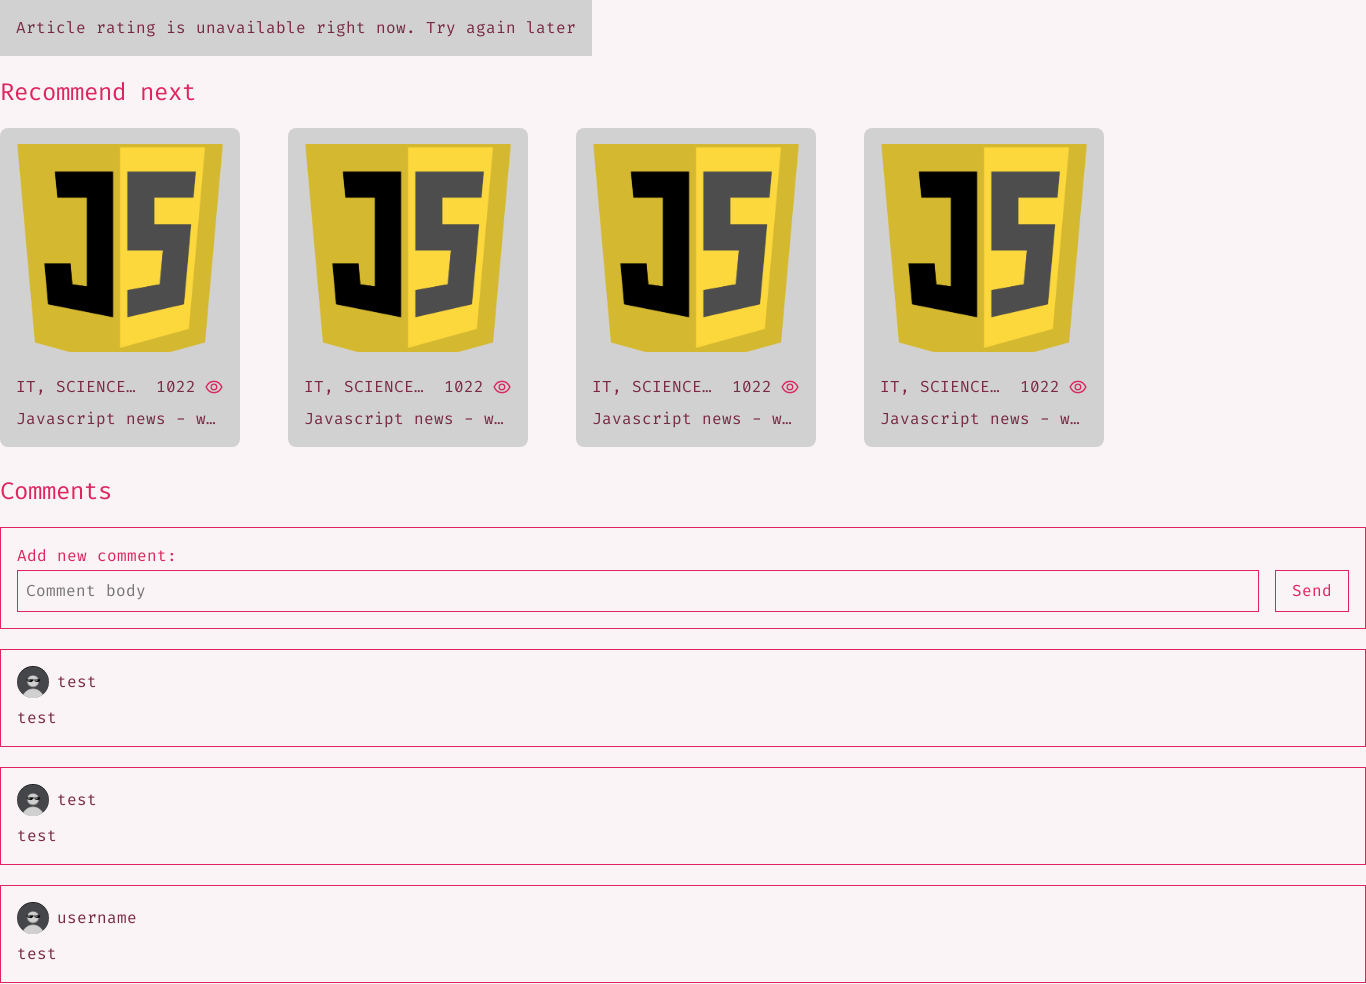 Article rating is unavailable right now. Try again later
Recommend next
JS JS JS JS
IT, SCIENCE… 1022 IT, SCIENCE… 1022 IT, SCIENCE… 1022 IT, SCIENCE… 1022
Javascript news - w… Javascript news - w… Javascript news - w… Javascript news - w…
Comments
Add new comment:
Comment body Send
test
test
test
test
username
test